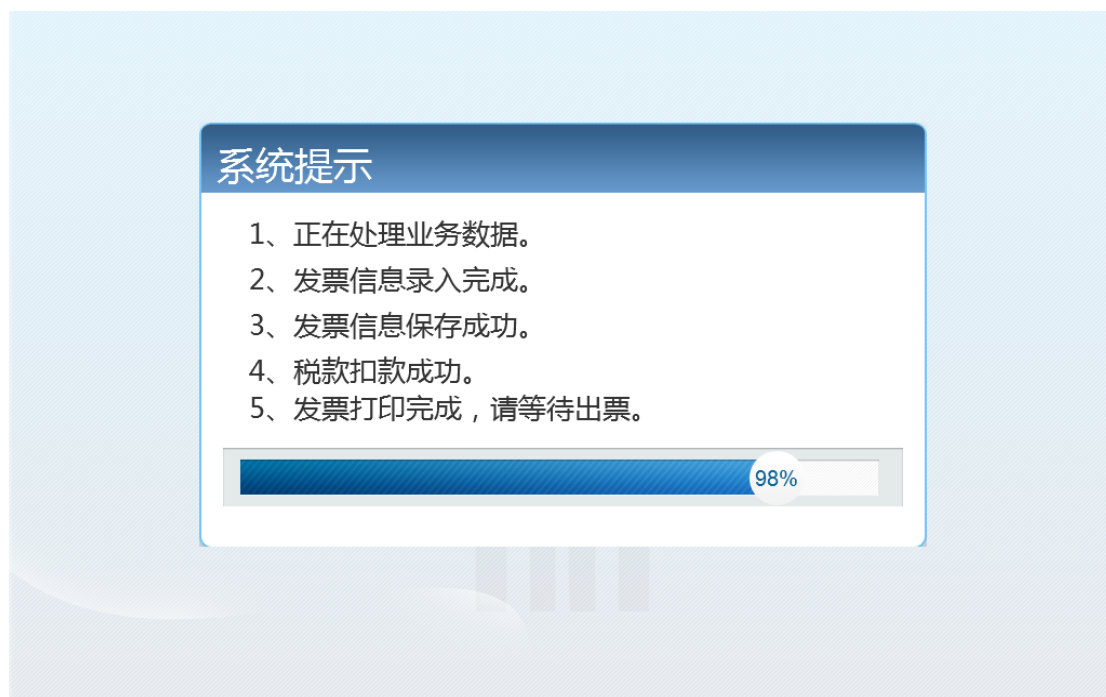 系统提示
1、正在处理业务数据。
2、发票信息录入完成。
3、发票信息保存成功。
4、税款扣款成功。
5、发票打印完成，请等待出票。
98%